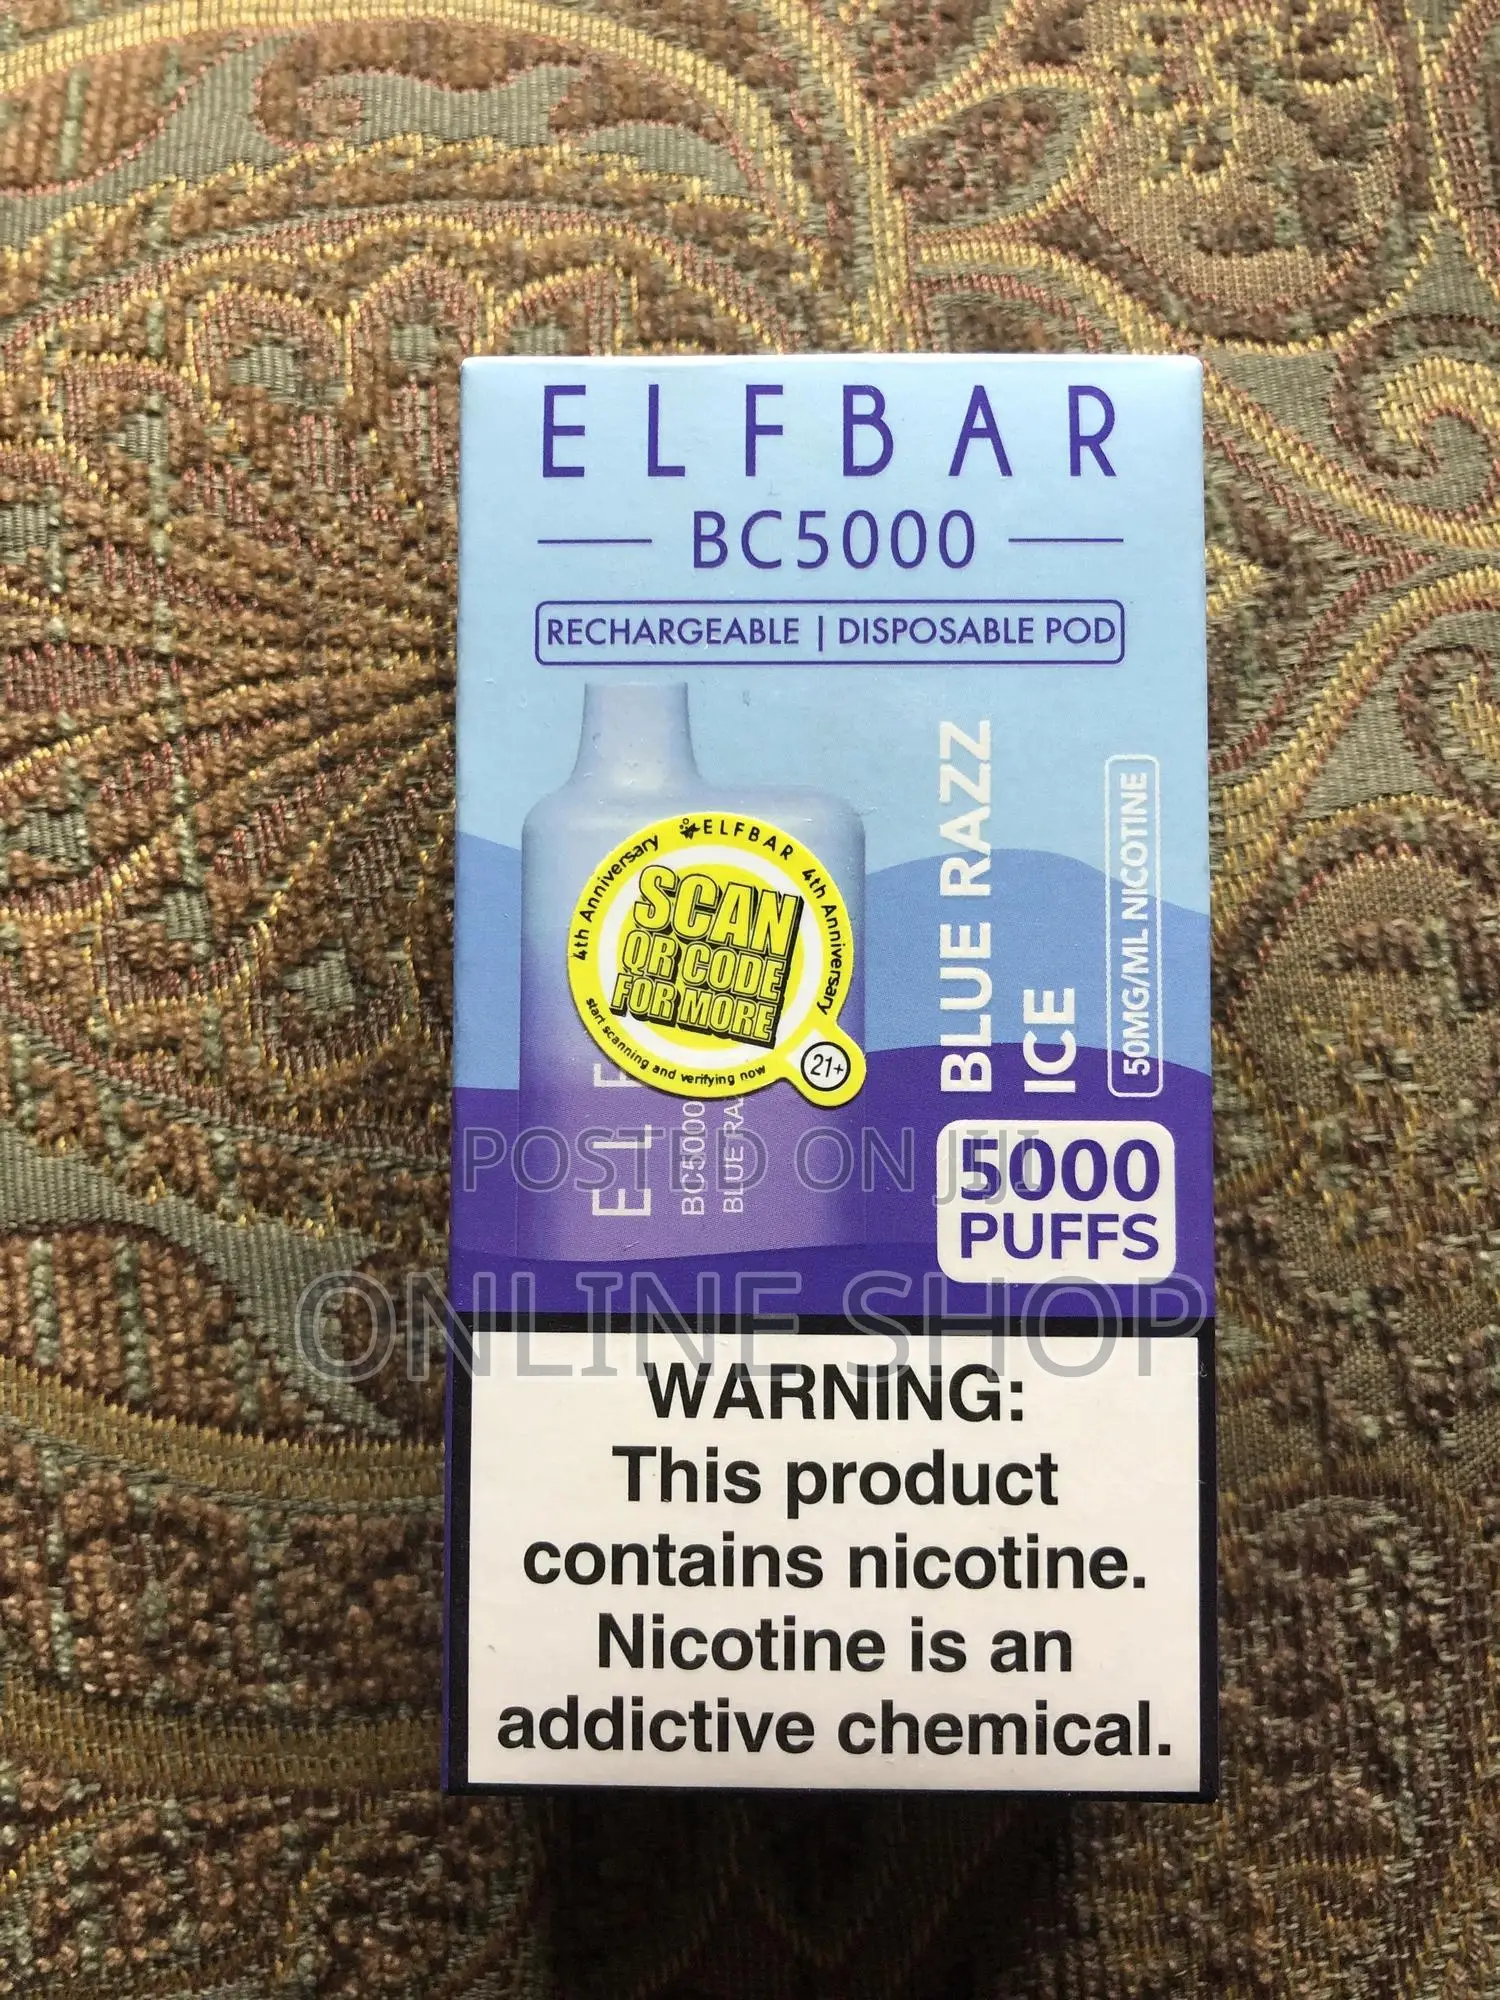 ELFBAR
BC5000
RECHARGEABLE | DISPOSABLE POD
BLUE RAZZ
ICE
50MG/ML NICOTINE
ELFBAR
4th Anniversary
4th Anniversary
SCAN
QR CODE
FOR MORE
start scanning and verifying now
21+
BC5000
5000
PUFFS
POSTED ON JIJI
ONLINE SHOP
WARNING:
This product
contains nicotine.
Nicotine is an
addictive chemical.